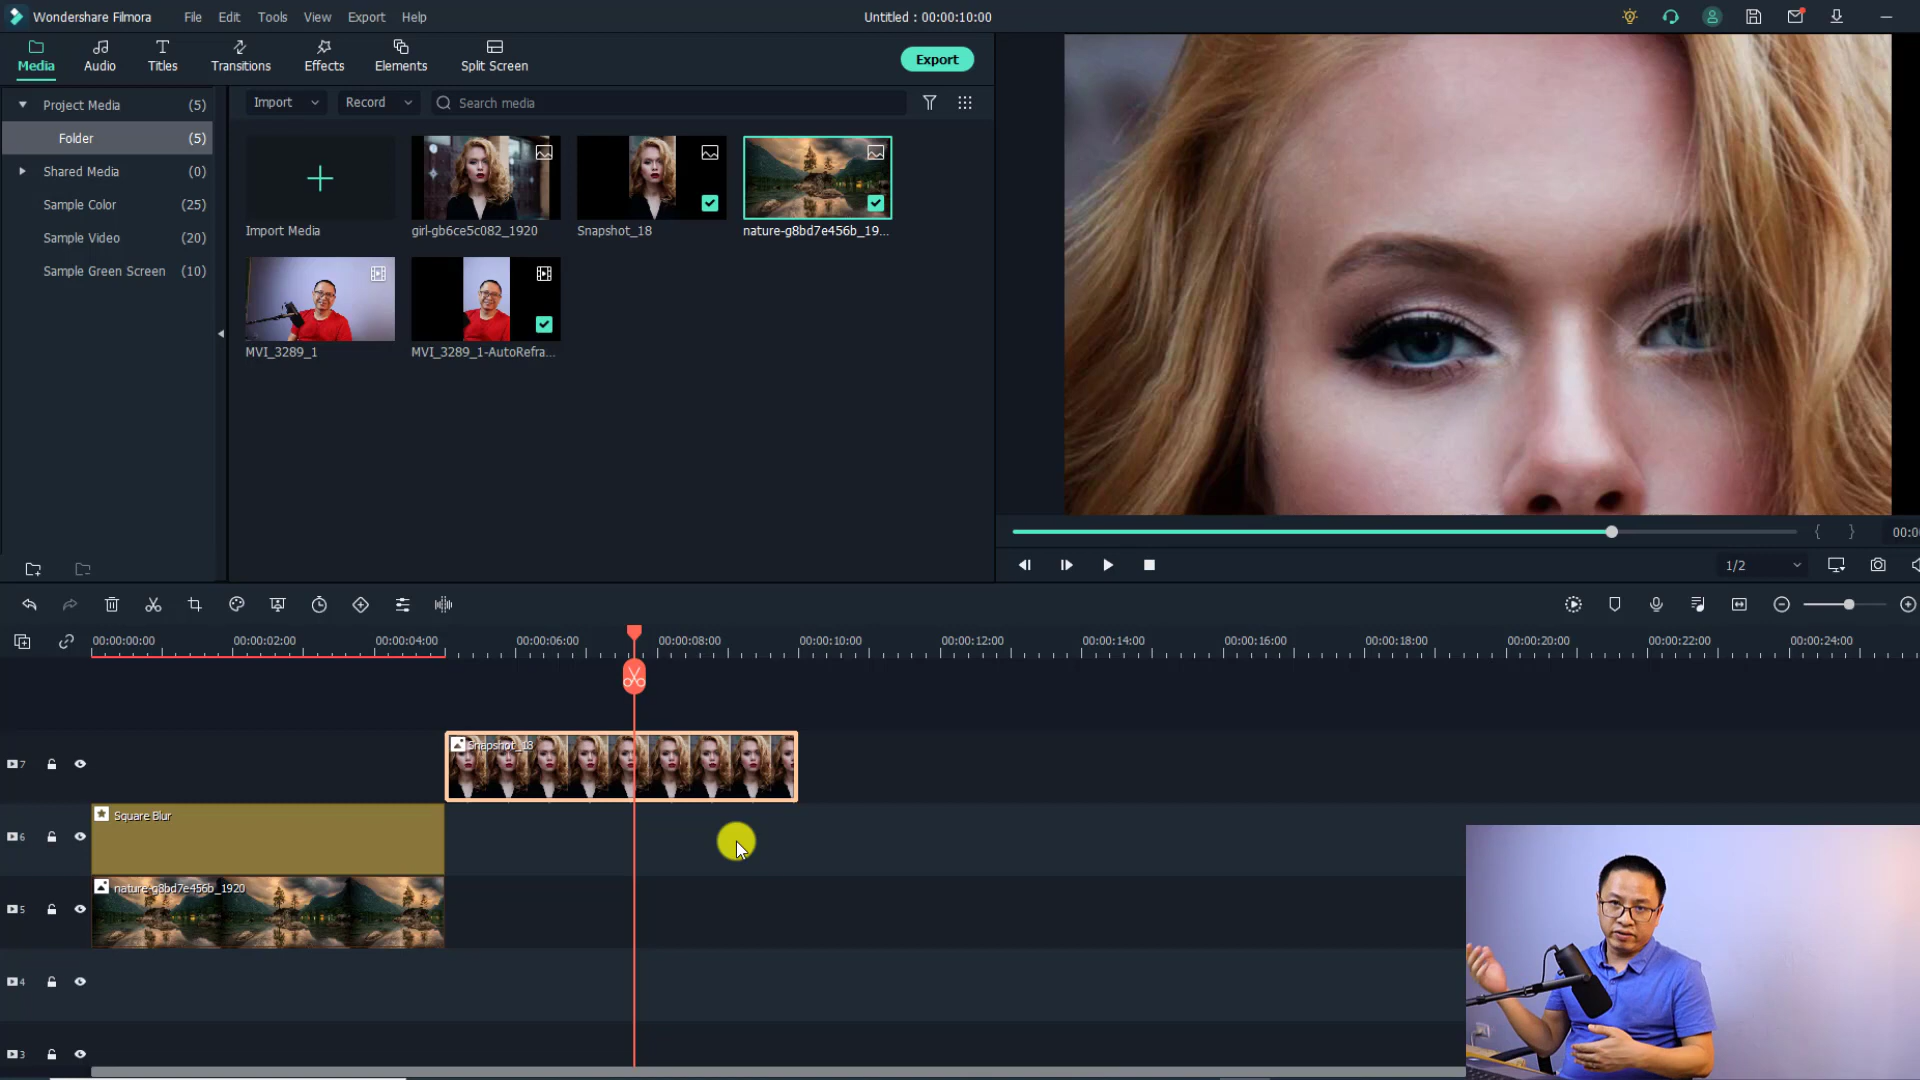 Wondershare Filmora File Edit Tools View Export Help Untitled : 00:00:10:00
Media Audio Titles Transitions Effects Elements Split Screen Export
Project Media (5)
Folder (5)
Shared Media (0)
Sample Color (25)
Sample Video (20)
Sample Green Screen (10)
Import Record Search media
Import Media girl-gb6ce5c082_1920 Snapshot_18 nature-g8bd7e456b_19...
MVI_3289_1 MVI_3289_1-AutoRefra...
{ } 00:0
1/2
00:00:00:00 00:00:02:00 00:00:04:00 00:00:06:00 00:00:08:00 00:00:10:00 00:00:12:00 00:00:14:00 00:00:16:00 00:00:18:00 00:00:20:00 00:00:22:00 00:00:24:00
7 Snapshot_18
6 Square Blur
5 nature-g8bd7e456b_1920
4
3